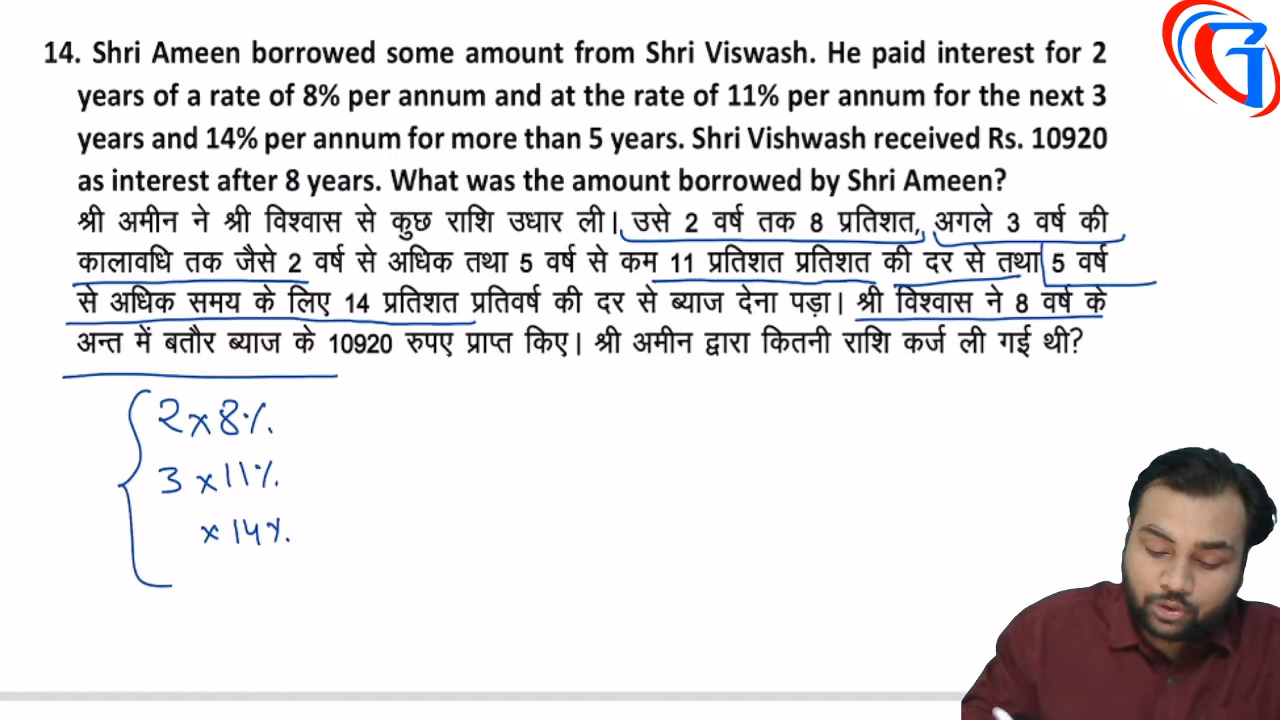 14. Shri Ameen borrowed some amount from Shri Viswash. He paid interest for 2
years of a rate of 8% per annum and at the rate of 11% per annum for the next 3
years and 14% per annum for more than 5 years. Shri Vishwash received Rs. 10920
as interest after 8 years. What was the amount borrowed by Shri Ameen?
श्री अमीन ने श्री विश्वास से कुछ राशि उधार ली। उसे 2 वर्ष तक 8 प्रतिशत, अगले 3 वर्ष की
कालावधि तक जैसे 2 वर्ष से अधिक तथा 5 वर्ष से कम 11 प्रतिशत प्रतिशत की दर से तथा 5 वर्ष
से अधिक समय के लिए 14 प्रतिशत प्रतिवर्ष की दर से ब्याज देना पड़ा। श्री विश्वास ने 8 वर्ष के
अन्त में बतौर ब्याज के 10920 रुपए प्राप्त किए। श्री अमीन द्वारा कितनी राशि कर्ज ली गई थी?
2 x 8%
3 x 11%
x 14%